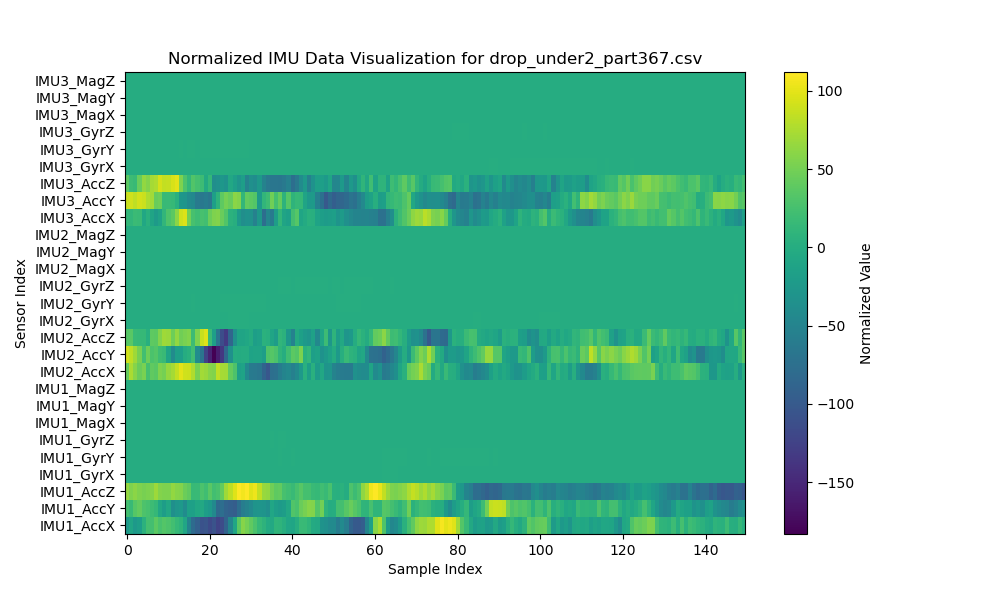 Normalized IMU Data Visualization for drop_under2_part367.csv
IMU3_MagZ
IMU3_MagY
IMU3_MagX
IMU3_GyrZ
IMU3_GyrY
IMU3_GyrX
IMU3_AccZ
IMU3_AccY
IMU3_AccX
IMU2_MagZ
IMU2_MagY
IMU2_MagX
IMU2_GyrZ
IMU2_GyrY
IMU2_GyrX
IMU2_AccZ
IMU2_AccY
IMU2_AccX
IMU1_MagZ
IMU1_MagY
IMU1_MagX
IMU1_GyrZ
IMU1_GyrY
IMU1_GyrX
IMU1_AccZ
IMU1_AccY
IMU1_AccX
Sensor Index
0 20 40 60 80 100 120 140
Sample Index
100
50
0
−50
−100
−150
Normalized Value